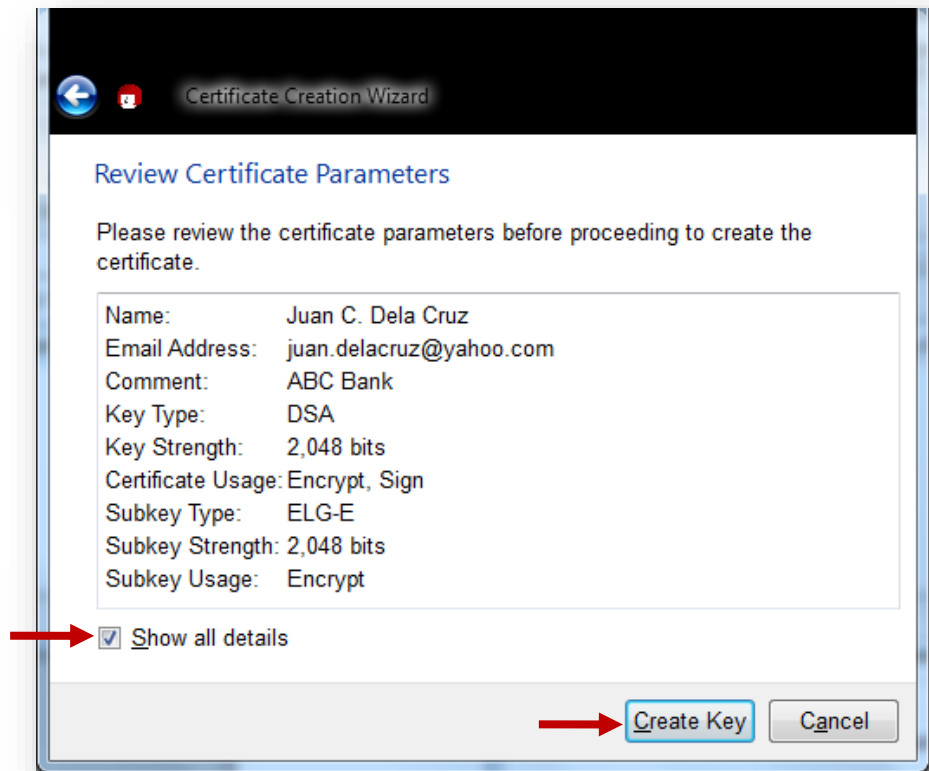 Certificate Creation Wizard
Review Certificate Parameters
Please review the certificate parameters before proceeding to create the
certificate.
Name: Juan C. Dela Cruz
Email Address: juan.delacruz@yahoo.com
Comment: ABC Bank
Key Type: DSA
Key Strength: 2,048 bits
Certificate Usage: Encrypt, Sign
Subkey Type: ELG-E
Subkey Strength: 2,048 bits
Subkey Usage: Encrypt
Show all details
Create Key Cancel